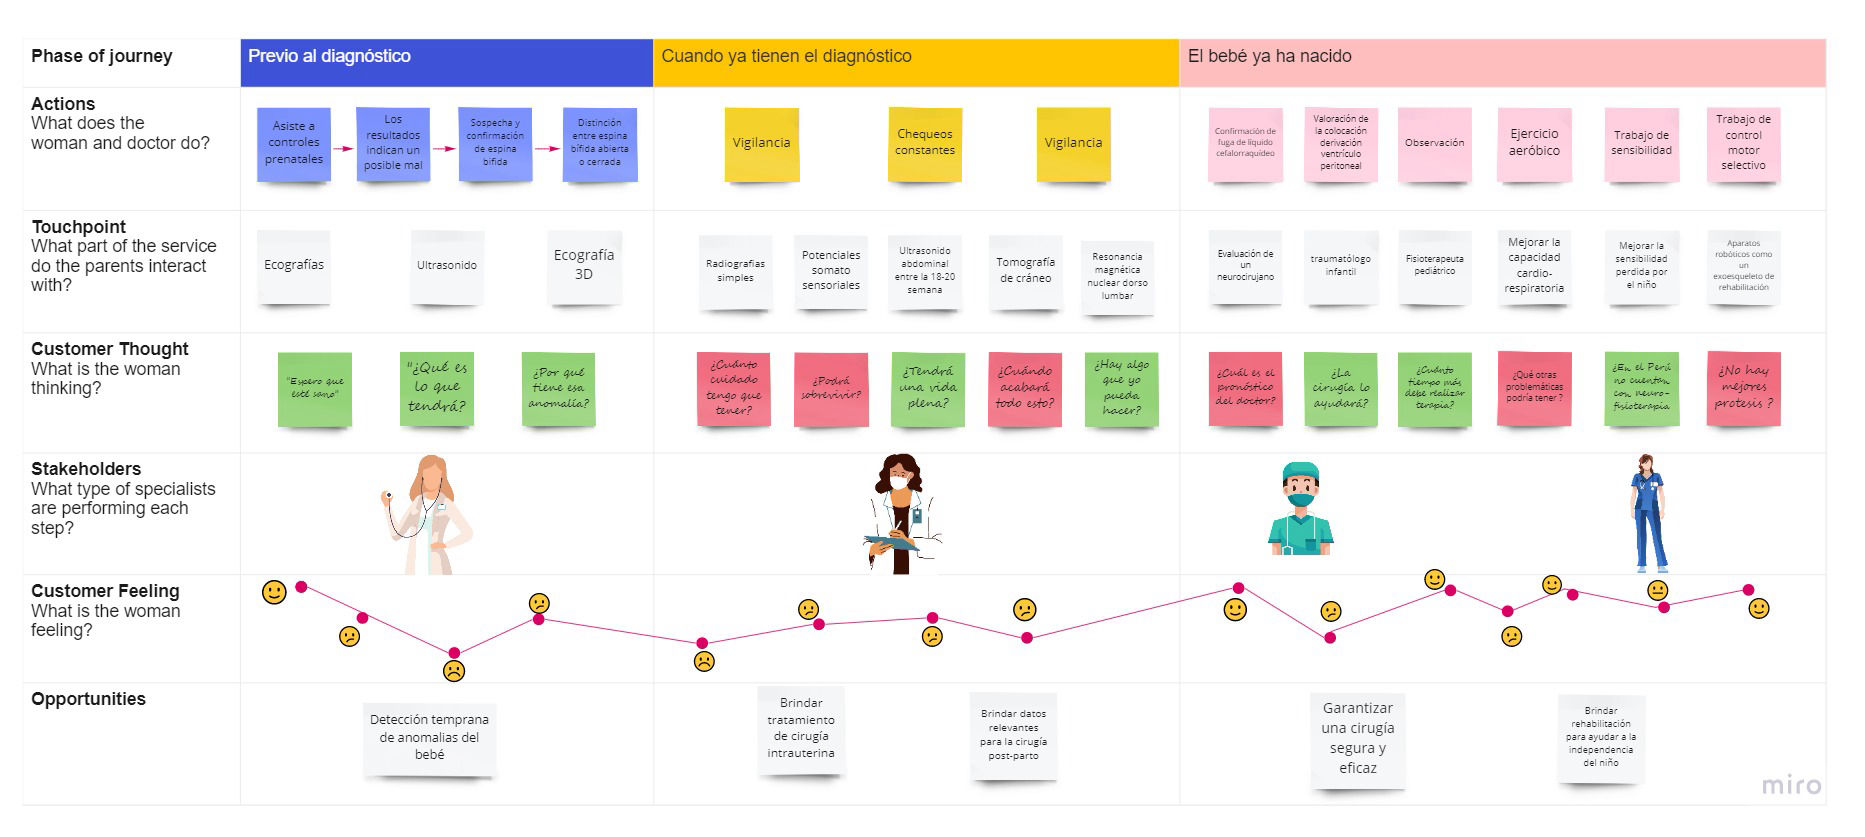 Phase of journey
Previo al diagnóstico
Cuando ya tienen el diagnóstico
El bebé ya ha nacido
Actions
What does the
woman and doctor do?
Asiste a
controles
prenatales
Los
resultados
indican un
posible mal
Sospecha y
confirmación
de espina
bifida
Distinción
entre espina
bífida abierta
o cerrada
Vigilancia
Chequeos
constantes
Vigilancia
Confirmación de
fuga de líquido
cefalorraquídeo
Valoración de
la colocación
derivación
ventrículo
peritoneal
Observación
Ejercicio
aeróbico
Trabajo de
sensibilidad
Trabajo de
control
motor
selectivo
Touchpoint
What part of the service
do the parents interact
with?
Ecografías
Ultrasonido
Ecografía
3D
Radiografias
simples
Potenciales
somato
sensoriales
Ultrasonido
abdominal
entre la 18-20
semana
Tomografía
de cráneo
Resonancia
magnética
nuclear dorso
lumbar
Evaluación de
un
neurocirujano
traumatólogo
infantil
Fisioterapeuta
pediátrico
Mejorar la
capacidad
cardio-
respiratoria
Mejorar la
sensibilidad
perdida por
el niño
Aparatos
robóticos como
un
exoesqueleto de
rehabilitación
Customer Thought
What is the woman
thinking?
"Espero que
esté sano"
"¿Qué es
lo que
tendrá?
¿Por qué
tiene esa
anomalía?
¿Cuánto
cuidado
tengo que
tener?
¿Podrá
sobrevivir?
¿Tendrá
una vida
plena?
¿Cuándo
acabará
todo esto?
¿Hay algo
que yo
pueda
hacer?
¿Cuál es el
pronóstico
del doctor?
¿La
cirugía lo
ayudará?
¿Cuánto
tiempo más
debe realizar
terapia?
¿Qué otras
problemáticas
podría tener ?
¿En el Perú
no cuentan
con neuro-
fisioterapia
¿No hay
mejores
protesis ?
Stakeholders
What type of specialists
are performing each
step?
Customer Feeling
What is the woman
feeling?
Opportunities
Detección temprana
de anomalias del
bebé
Brindar
tratamiento
de cirugía
intrauterina
Brindar datos
relevantes
para la cirugía
post-parto
Garantizar
una cirugía
segura y
eficaz
Brindar
rehabilitación
para ayudar a la
independencia
del niño
miro